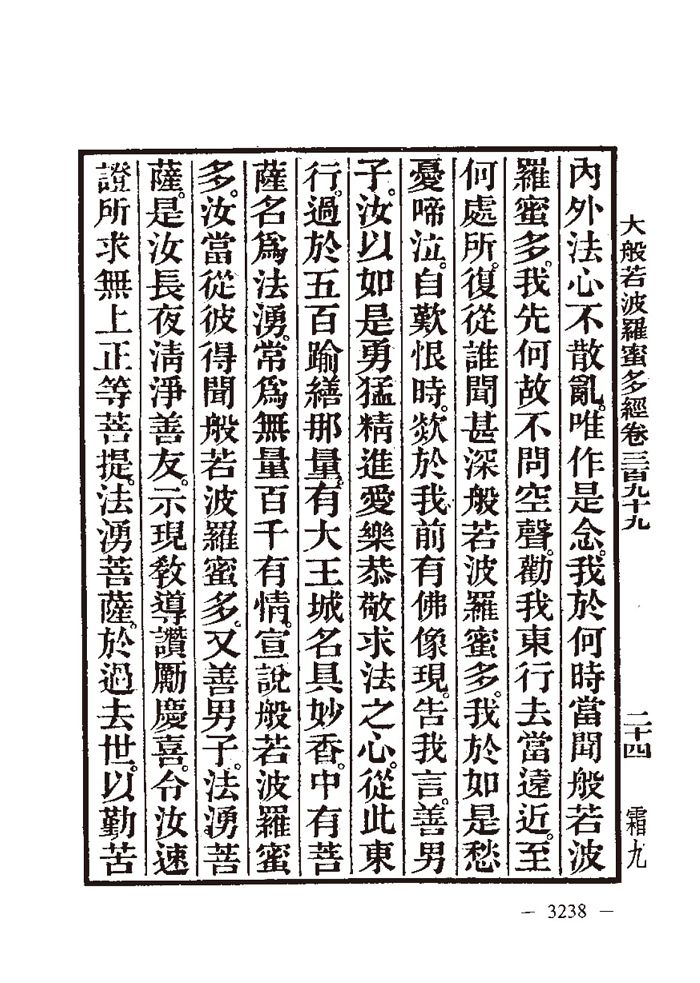 大般若波羅蜜多經卷三百九十九 二十四 霜九
內外法心不散亂。唯作是念。我於何時當聞般若波
羅蜜多。我先何故不問空聲。勸我東行去當遠近。至
何處所。復從誰聞甚深般若波羅蜜多。我於如是愁
憂啼泣。自歎恨時。欻於我前有佛像現。告我言。善男
子。汝以如是勇猛精進愛樂恭敬求法之心。從此東
行。過於五百踰繕那量。有大王城名具妙香。中有菩
薩名為法湧。常為無量百千有情。宣說般若波羅蜜
多。汝當從彼得聞般若波羅蜜多。又善男子。法湧菩
薩。是汝長夜清淨善友。示現教導讚勵慶喜。令汝速
證所求無上正等菩提。法湧菩薩。於過去世。以勤苦
— 3238 —